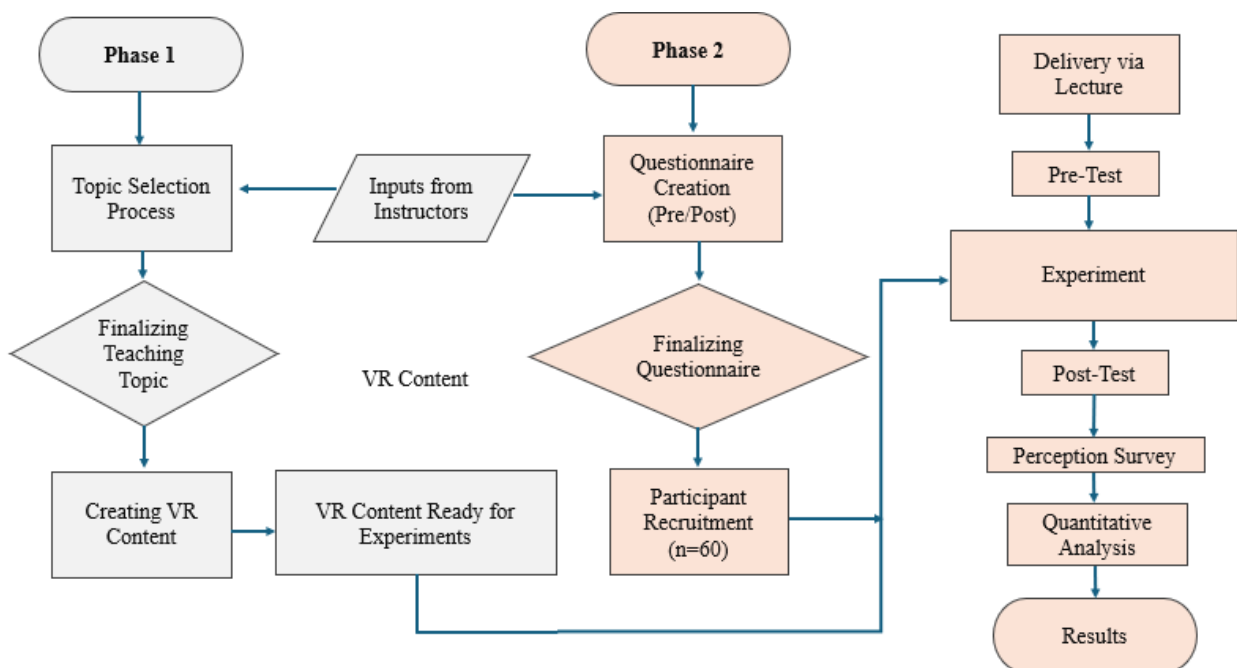 Phase 1
Topic Selection
Process
Finalizing
Teaching
Topic
Creating VR
Content
VR Content Ready for
Experiments
Inputs from
Instructors
VR Content
Phase 2
Questionnaire
Creation
(Pre/Post)
Finalizing
Questionnaire
Participant
Recruitment
(n=60)
Delivery via
Lecture
Pre-Test
Experiment
Post-Test
Perception Survey
Quantitative
Analysis
Results